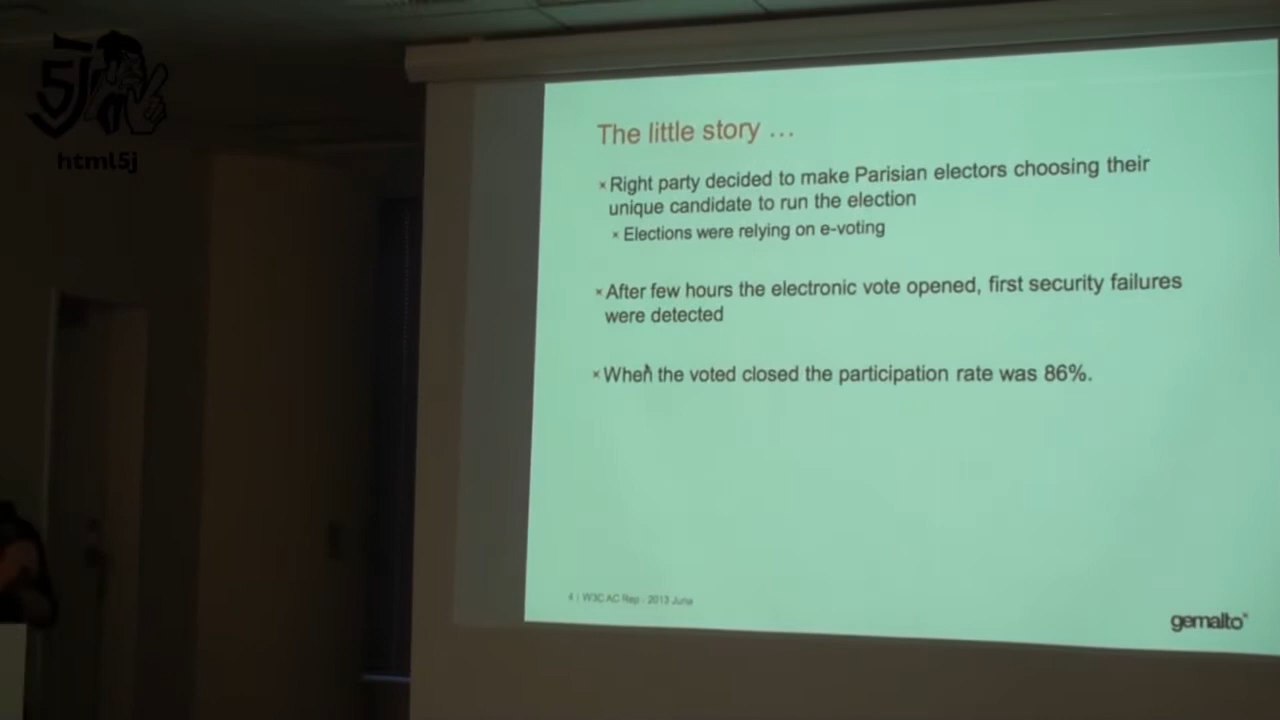 5J
html5j
The little story ...
× Right party decided to make Parisian electors choosing their
unique candidate to run the election
× Elections were relying on e-voting
× After few hours the electronic vote opened, first security failures
were detected
× When the voted closed the participation rate was 86%.
4 | W3C AC Rep - 2013 June
gemalto